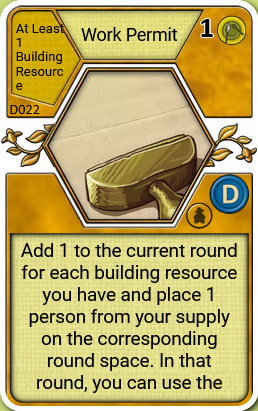 At Least
1
Building
Resourc
e
Work Permit
1
D022
D
Add 1 to the current round
for each building resource
you have and place 1
person from your supply
on the corresponding
round space. In that
round, you can use the